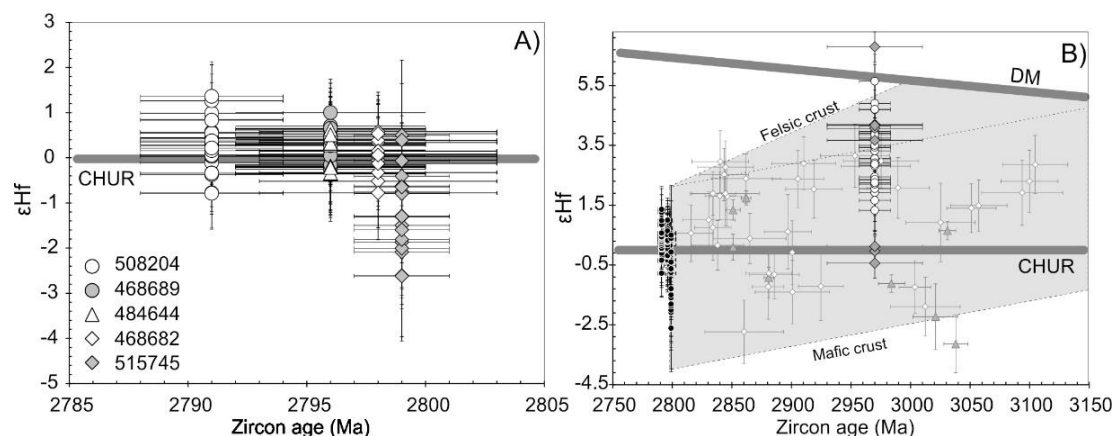 A)
3
2
1
0
-1
-2
-3
-4
-5
εHf
CHUR
508204
468689
484644
468682
515745
2785 2790 2795 2800 2805
Zircon age (Ma)
B)
5.5
3.5
1.5
-0.5
-2.5
-4.5
εHf
DM
Felsic crust
CHUR
Mafic crust
2750 2800 2850 2900 2950 3000 3050 3100 3150
Zircon age (Ma)